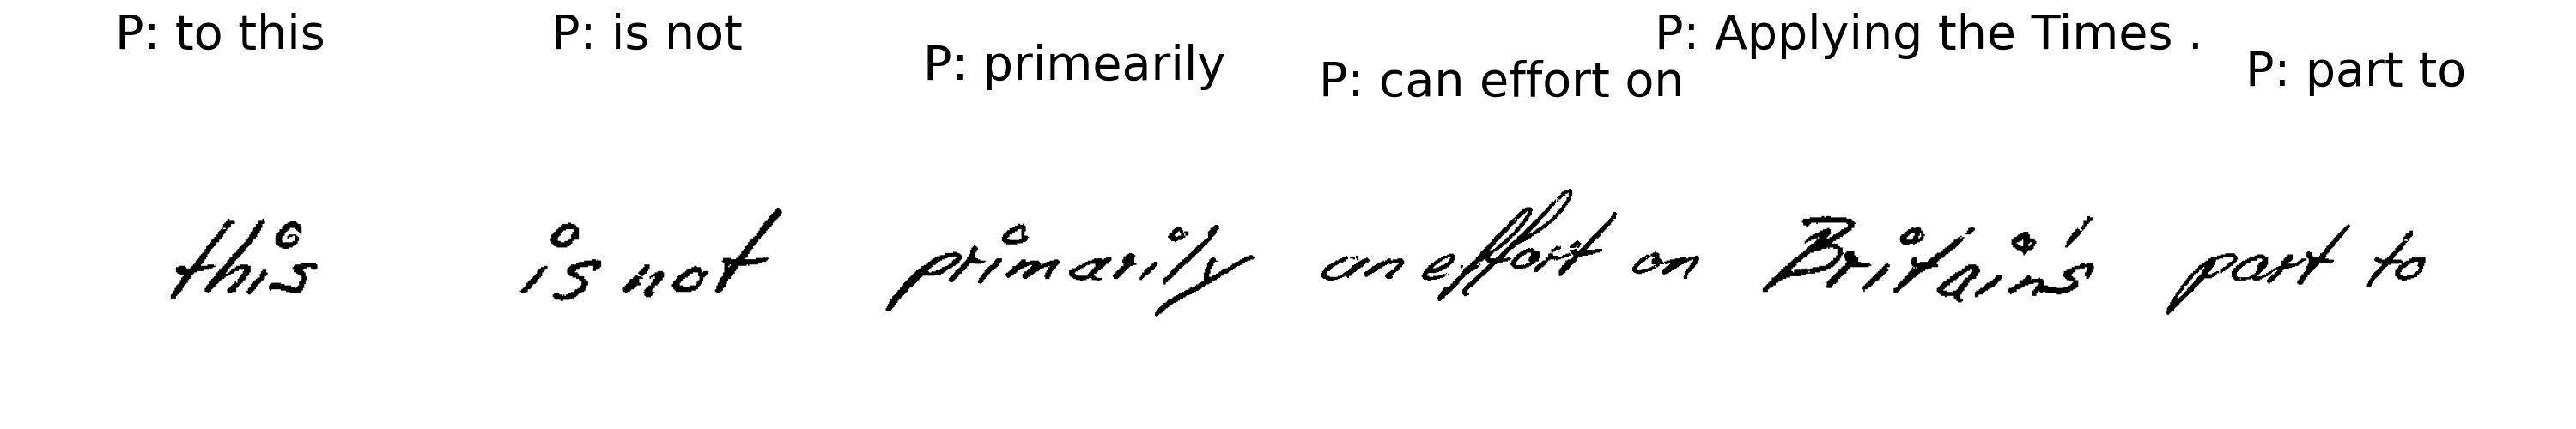 P: to this P: is not P: primearily P: can effort on P: Applying the Times . P: part to
this is not primarily an effort on Britain's part to